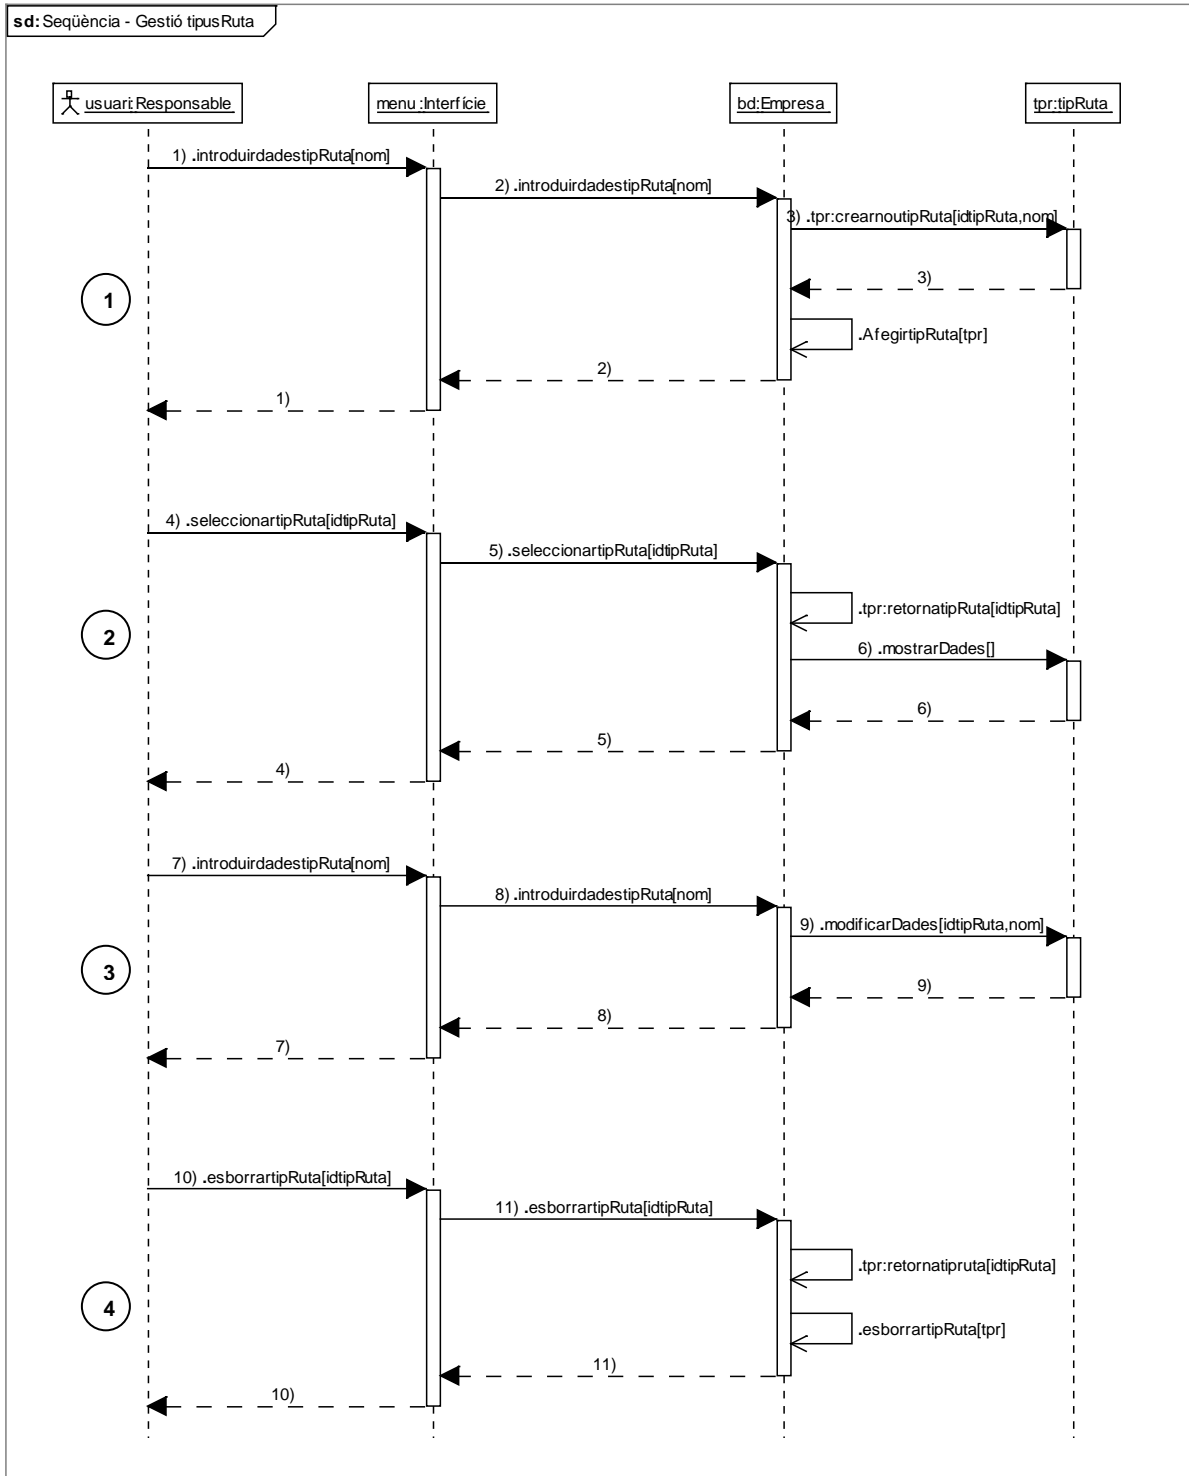 sd: Seqüència - Gestió tipusRuta
usuari:Responsable
menu :Interfície
bd:Empresa
tpr:tipRuta
1) .introduirdadestipRuta[nom]
2) .introduirdadestipRuta[nom]
3) .tpr:crearnoutipRuta[idtipRuta,nom]
3)
1
.AfegirtipRuta[tpr]
2)
1)
4) .seleccionartipRuta[idtipRuta]
5) .seleccionartipRuta[idtipRuta]
.tpr:retornatipRuta[idtipRuta]
2
6) .mostrarDades[]
6)
5)
4)
7) .introduirdadestipRuta[nom]
8) .introduirdadestipRuta[nom]
9) .modificarDades[idtipRuta,nom]
3
9)
8)
7)
10) .esborrartipRuta[idtipRuta]
11) .esborrartipRuta[idtipRuta]
.tpr:retornatipruta[idtipRuta]
4
.esborrartipRuta[tpr]
11)
10)